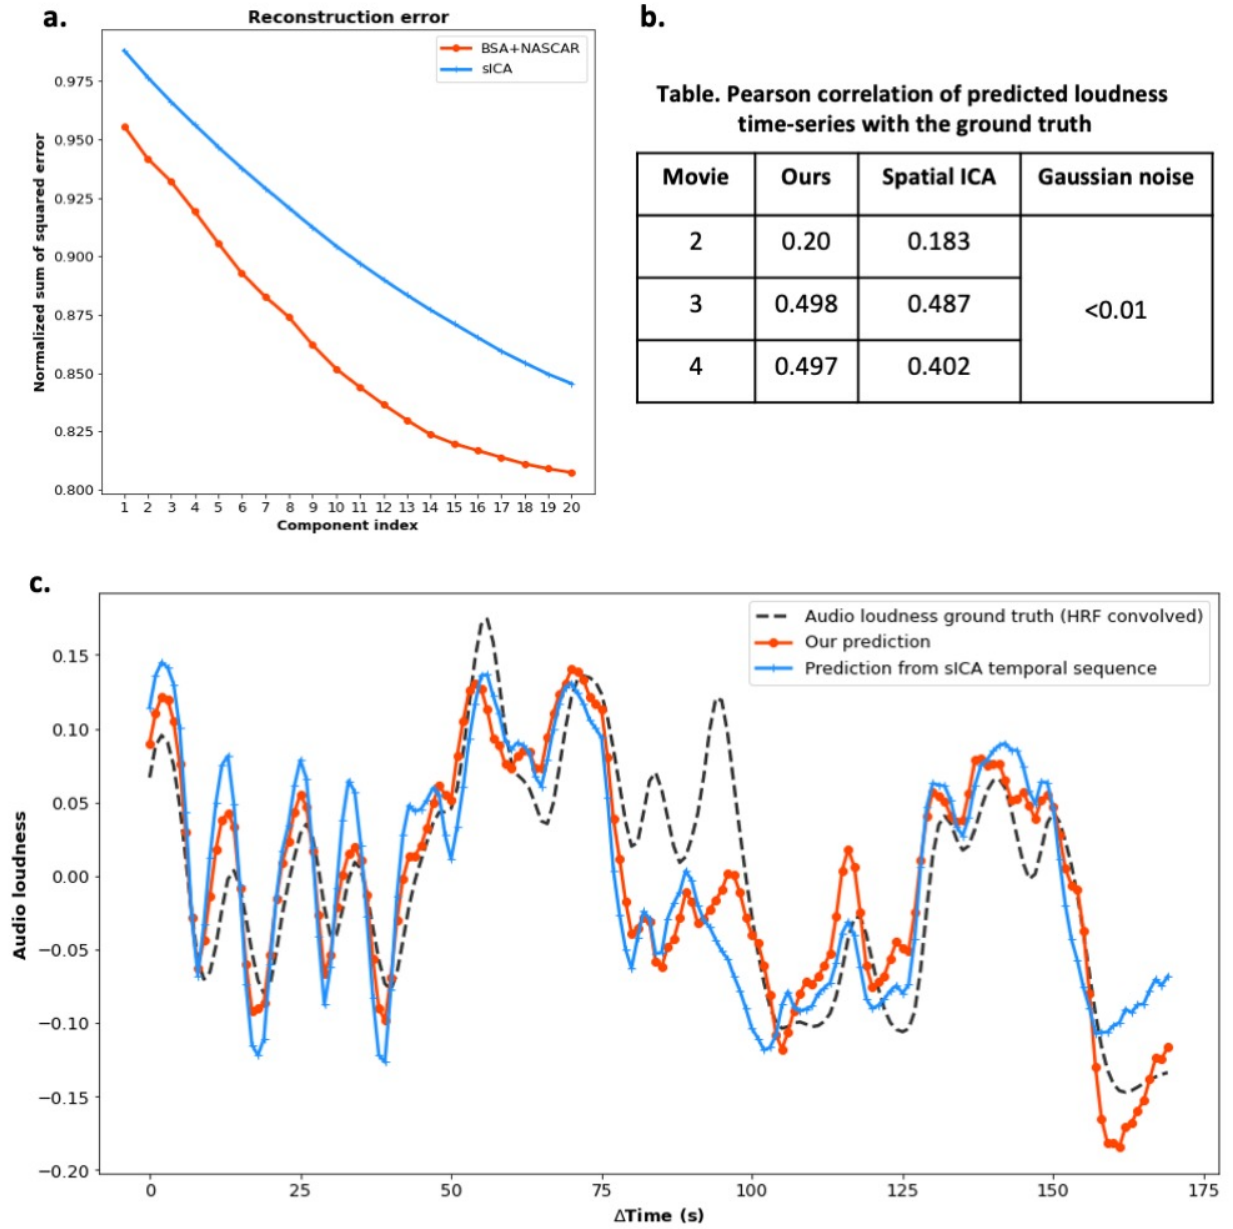 a.
Reconstruction error
BSA+NASCAR
sICA
0.975
0.950
0.925
0.900
0.875
0.850
0.825
0.800
Normalized sum of squared error
1 2 3 4 5 6 7 8 9 10 11 12 13 14 15 16 17 18 19 20
Component index
b.
Table. Pearson correlation of predicted loudness
time-series with the ground truth
Movie Ours Spatial ICA Gaussian noise
2 0.20 0.183
3 0.498 0.487
<0.01
4 0.497 0.402
c.
Audio loudness ground truth (HRF convolved)
Our prediction
Prediction from sICA temporal sequence
0.15
0.10
0.05
0.00
−0.05
−0.10
−0.15
−0.20
Audio loudness
0 25 50 75 100 125 150 175
ΔTime (s)